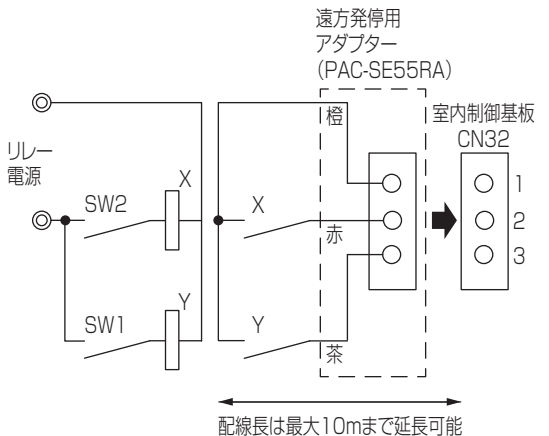 遠方発停用
アダプター
(PAC-SE55RA)
橙
室内制御基板
CN32
リレー
電源
X
1
SW2
X
赤
2
3
Y
SW1
Y
茶
配線長は最大10mまで延長可能